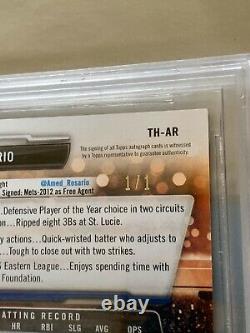 TH-AR
The signing of all Topps autograph cards is witnessed
by a Topps representative to guarantee authenticity.
RIO
ight @Amed_Rosario 1/1
Signed: Mets-2012 as Free Agent
Defensive Player of the Year choice in two circuits
on...Ripped eight 3Bs at St. Lucie.
y actions...Quick-wristed batter who adjusts to
...Tough to close out with two strikes.
s Eastern League...Enjoys spending time with
Foundation.
ATTING RECORD
HR RBI SLG AVG OPS